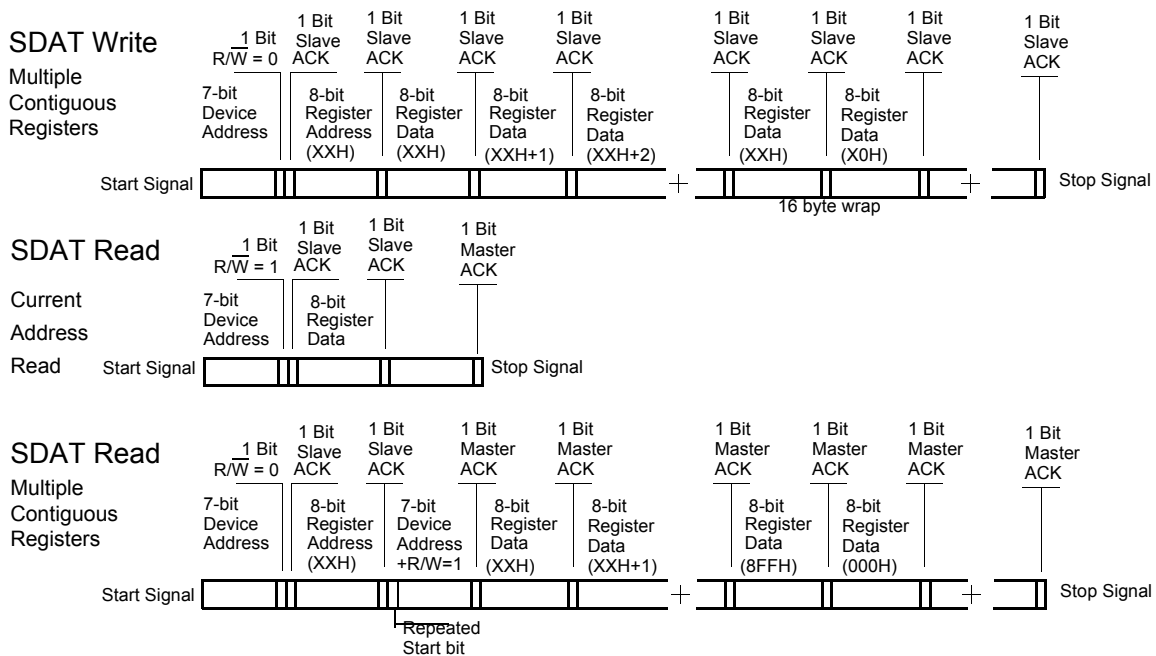 SDAT Write
Multiple
Contiguous
Registers
1 Bit
R/W = 0
1 Bit
Slave
ACK
1 Bit
Slave
ACK
1 Bit
Slave
ACK
1 Bit
Slave
ACK
1 Bit
Slave
ACK
1 Bit
Slave
ACK
1 Bit
Slave
ACK
1 Bit
Slave
ACK
7-bit
Device
Address
8-bit
Register
Address
(XXH)
8-bit
Register
Data
(XXH)
8-bit
Register
Data
(XXH+1)
8-bit
Register
Data
(XXH+2)
8-bit
Register
Data
(XXH)
8-bit
Register
Data
(X0H)
Start Signal
Stop Signal
16 byte wrap
SDAT Read
Current
Address
Read
1 Bit
R/W = 1
1 Bit
Slave
ACK
1 Bit
Slave
ACK
1 Bit
Master
ACK
7-bit
Device
Address
8-bit
Register
Data
Start Signal
Stop Signal
SDAT Read
Multiple
Contiguous
Registers
1 Bit
R/W = 0
1 Bit
Slave
ACK
1 Bit
Slave
ACK
1 Bit
Master
ACK
1 Bit
Master
ACK
1 Bit
Master
ACK
1 Bit
Master
ACK
1 Bit
Master
ACK
1 Bit
Master
ACK
7-bit
Device
Address
8-bit
Register
Address
(XXH)
7-bit
Device
Address
+R/W=1
8-bit
Register
Data
(XXH)
8-bit
Register
Data
(XXH+1)
8-bit
Register
Data
(8FFH)
8-bit
Register
Data
(000H)
Start Signal
Stop Signal
Repeated
Start bit